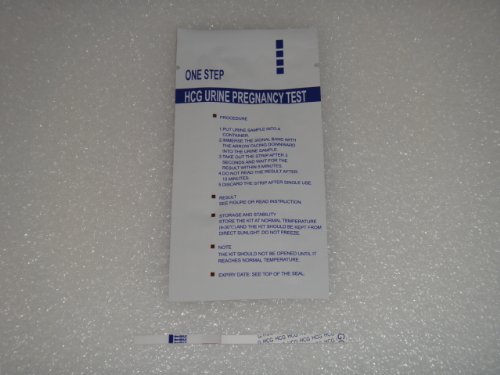 ONE STEP
HCG URINE PREGNANCY TEST
PROCEDURE
1.PUT URINE SAMPLE INTO A
CONTAINER.
2.IMMERSE THE SIGNAL BAND WITH
THE ARROW FACING DOWNWARD
INTO THE URINE SAMPLE.
3.TAKE OUT THE STRIP AFTER 3
SECONDS AND WAIT FOR THE
RESULT WITHIN 5 MINUTES.
4.DO NOT READ THE RESULT AFTER
10 MINUTES.
5.DISCARD THE STRIP AFTER SINGLE USE.
RESULT
SEE FIGURE OR READ INSTRUCTION
STORAGE AND STABILITY
STORE THE KIT AT NORMAL TEMPERATURE
AND THE KIT SHOULD BE KEPT FROM
DIRECT SUNLIGHT. DO NOT FREEZE.
NOTE
THE KIT SHOULD NOT BE OPENED UNTIL IT
REACHES NORMAL TEMPERATURE.
EXPIRY DATE: SEE TOP OF THE SEAL.
HCG HCG HCG HCG HCG